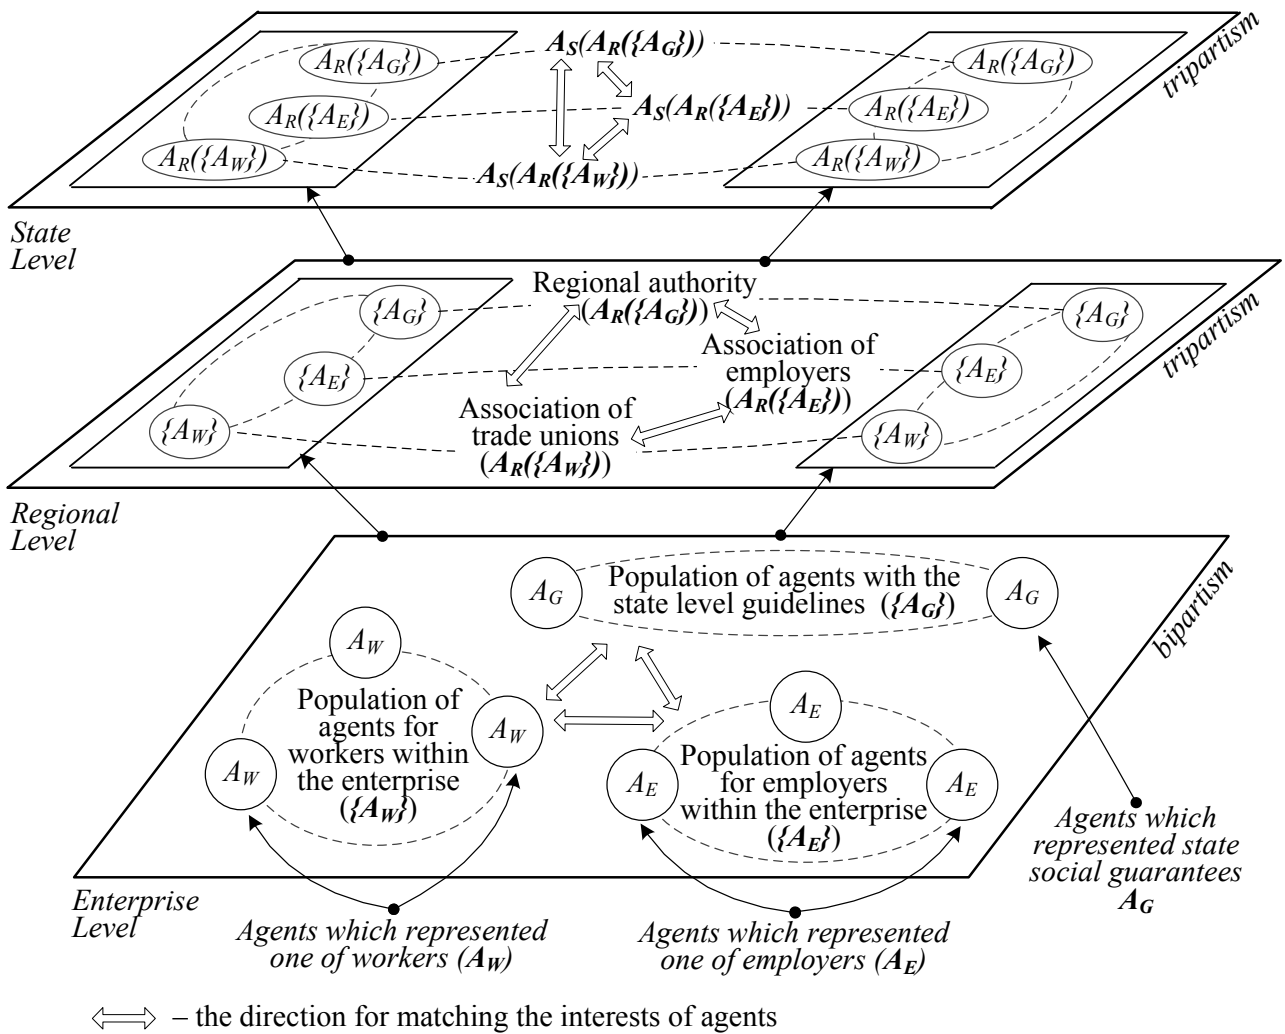 A_R({A_G})
A_S(A_R({A_G}))
A_R({A_G})
tripartism
A_R({A_E})
A_S(A_R({A_E}))
A_R({A_E})
A_R({A_W})
A_S(A_R({A_W}))
A_R({A_W})
State
Level
Regional authority
(A_R({A_G}))
{A_G}
{A_G}
tripartism
Association of
employers
(A_R({A_E}))
{A_E}
{A_E}
Association of
trade unions
(A_R({A_W}))
{A_W}
{A_W}
Regional
Level
A_G
Population of agents with the
state level guidelines ({A_G})
A_G
bipartism
A_W
Population of
agents for
workers within
the enterprise
({A_W})
A_W
A_W
A_E
Population of agents
for employers
within the enterprise
({A_E})
A_E
A_E
Agents which
represented state
social guarantees
A_G
Enterprise
Level
Agents which represented
one of workers (A_W)
Agents which represented
one of employers (A_E)
– the direction for matching the interests of agents